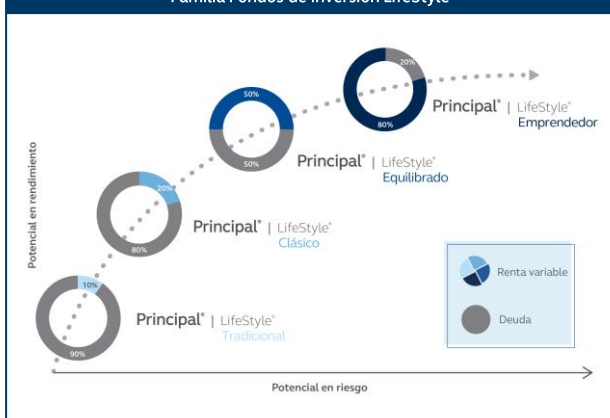 Familia Fondos de Inversión LifeStyle
20%
80%
Principal® | LifeStyle®
Emprendedor
50%
50%
Principal® | LifeStyle®
Equilibrado
20%
80%
Principal® | LifeStyle®
Clásico
10%
90%
Principal® | LifeStyle®
Tradicional
Renta variable
Deuda
Potencial en rendimiento
Potencial en riesgo